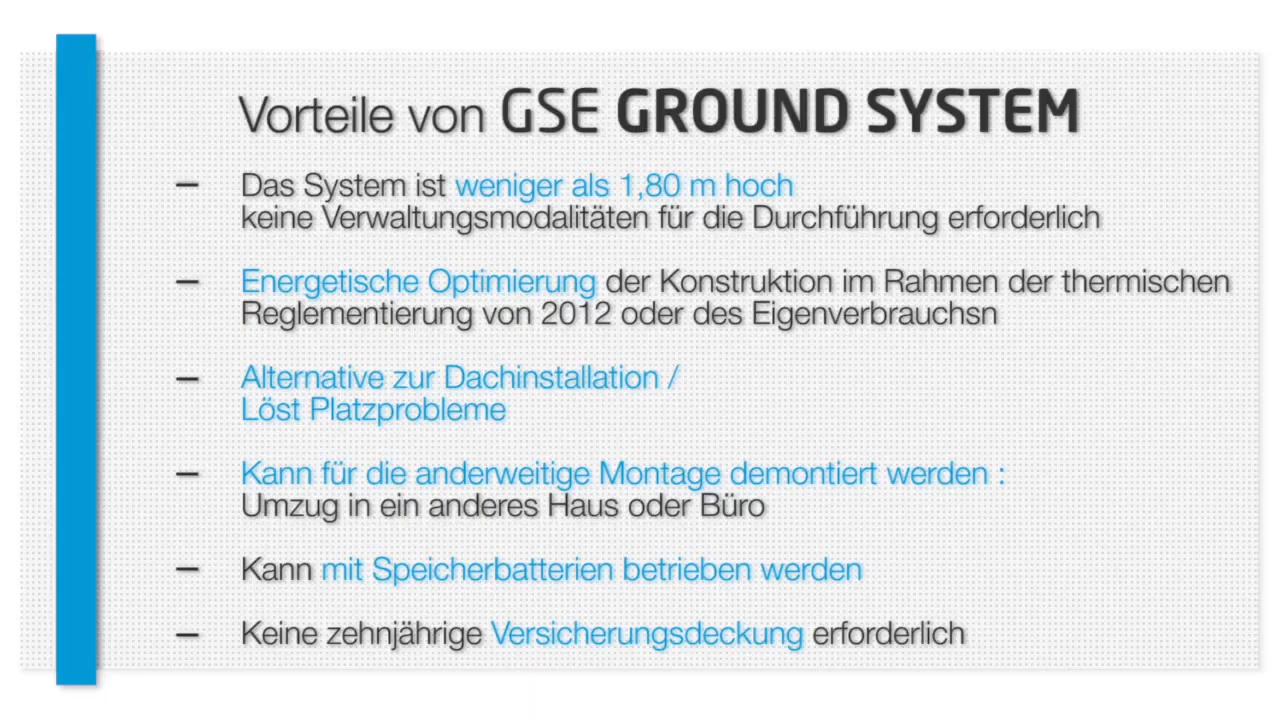 Vorteile von GSE GROUND SYSTEM
– Das System ist weniger als 1,80 m hoch
keine Verwaltungsmodalitäten für die Durchführung erforderlich
– Energetische Optimierung der Konstruktion im Rahmen der thermischen
Reglementierung von 2012 oder des Eigenverbrauchsn
– Alternative zur Dachinstallation /
Löst Platzprobleme
– Kann für die anderweitige Montage demontiert werden :
Umzug in ein anderes Haus oder Büro
– Kann mit Speicherbatterien betrieben werden
– Keine zehnjährige Versicherungsdeckung erforderlich